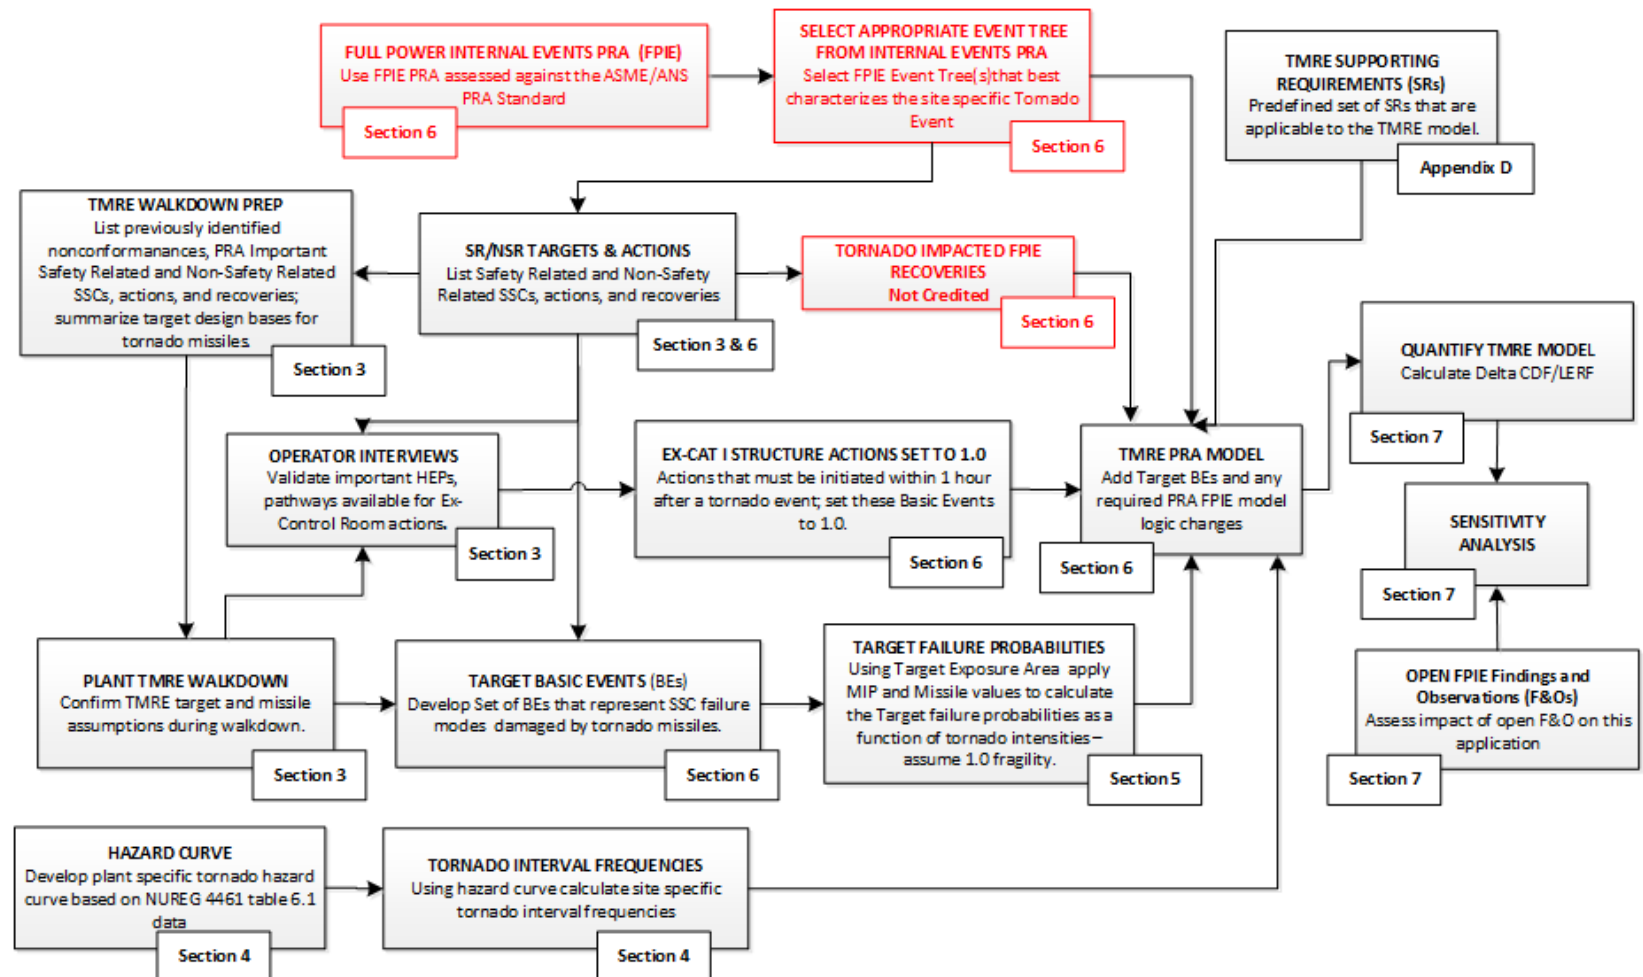 FULL POWER INTERNAL EVENTS PRA (FPIE)
Use FPIE PRA assessed against the ASME/ANS
PRA Standard
Section 6
SELECT APPROPRIATE EVENT TREE
FROM INTERNAL EVENTS PRA
Select FPIE Event Tree(s)that best
characterizes the site specific Tornado
Event
Section 6
TMRE SUPPORTING
REQUIREMENTS (SRs)
Predefined set of SRs that are
applicable to the TMRE model.
Appendix D
TMRE WALKDOWN PREP
List previously identified
nonconformanances, PRA Important
Safety Related and Non-Safety Related
SSCs, actions, and recoveries;
summarize target design bases for
tornado missiles.
Section 3
SR/NSR TARGETS & ACTIONS
List Safety Related and Non-Safety
Related SSCs, actions, and recoveries
Section 3 & 6
TORNADO IMPACTED FPIE
RECOVERIES
Not Credited
Section 6
QUANTIFY TMRE MODEL
Calculate Delta CDF/LERF
Section 7
OPERATOR INTERVIEWS
Validate important HEPs,
pathways available for Ex-
Control Room actions.
Section 3
EX-CAT I STRUCTURE ACTIONS SET TO 1.0
Actions that must be initiated within 1 hour
after a tornado event; set these Basic Events
to 1.0.
Section 6
TMRE PRA MODEL
Add Target BEs and any
required PRA FPIE model
logic changes
Section 6
SENSITIVITY
ANALYSIS
Section 7
PLANT TMRE WALKDOWN
Confirm TMRE target and missile
assumptions during walkdown.
Section 3
TARGET BASIC EVENTS (BEs)
Develop Set of BEs that represent SSC failure
modes damaged by tornado missiles.
Section 6
TARGET FAILURE PROBABILITIES
Using Target Exposure Area apply
MIP and Missile values to calculate
the Target failure probabilities as a
function of tornado intensities–
assume 1.0 fragility.
Section 5
OPEN FPIE Findings and
Observations (F&Os)
Assess impact of open F&O on this
application
Section 7
HAZARD CURVE
Develop plant specific tornado hazard
curve based on NUREG 4461 table 6.1
data
Section 4
TORNADO INTERVAL FREQUENCIES
Using hazard curve calculate site specific
tornado interval frequencies
Section 4